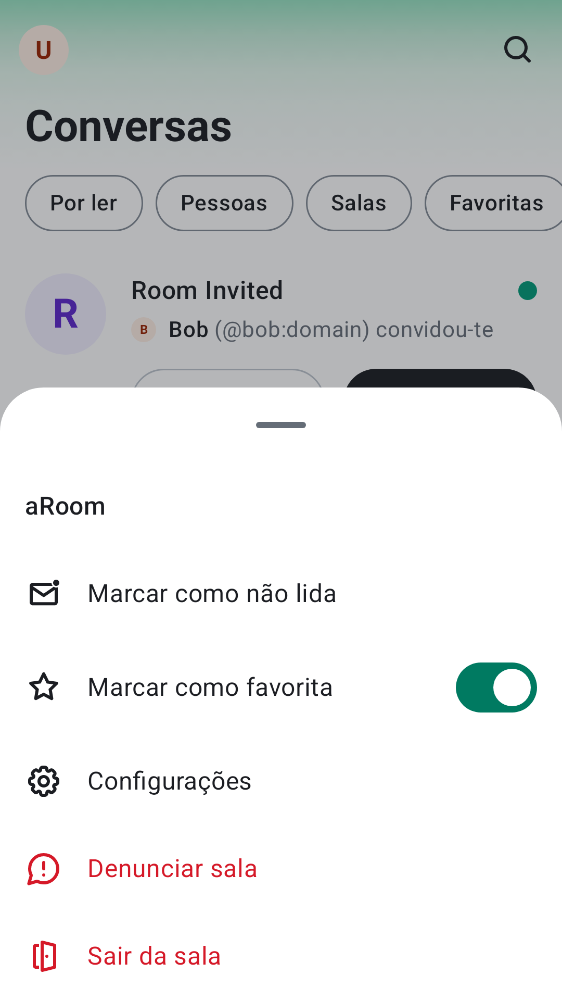 U
Conversas
Por ler
Pessoas
Salas
Favoritas
R
Room Invited
B
Bob (@bob:domain) convidou-te
aRoom
Marcar como não lida
Marcar como favorita
Configurações
Denunciar sala
Sair da sala